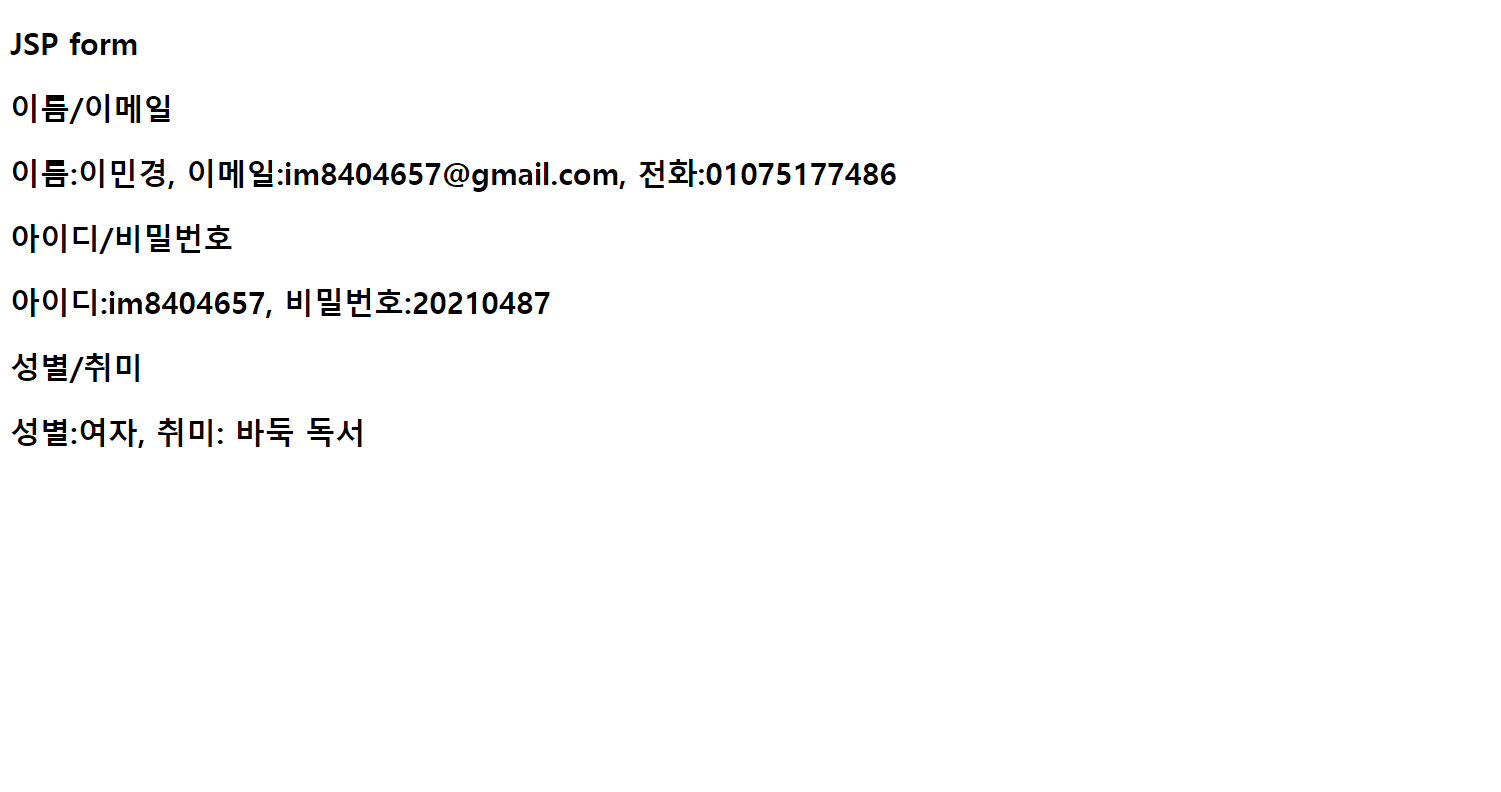 JSP form
이름/이메일
이름:이민경, 이메일:im8404657@gmail.com, 전화:01075177486
아이디/비밀번호
아이디:im8404657, 비밀번호:20210487
성별/취미
성별:여자, 취미: 바둑 독서